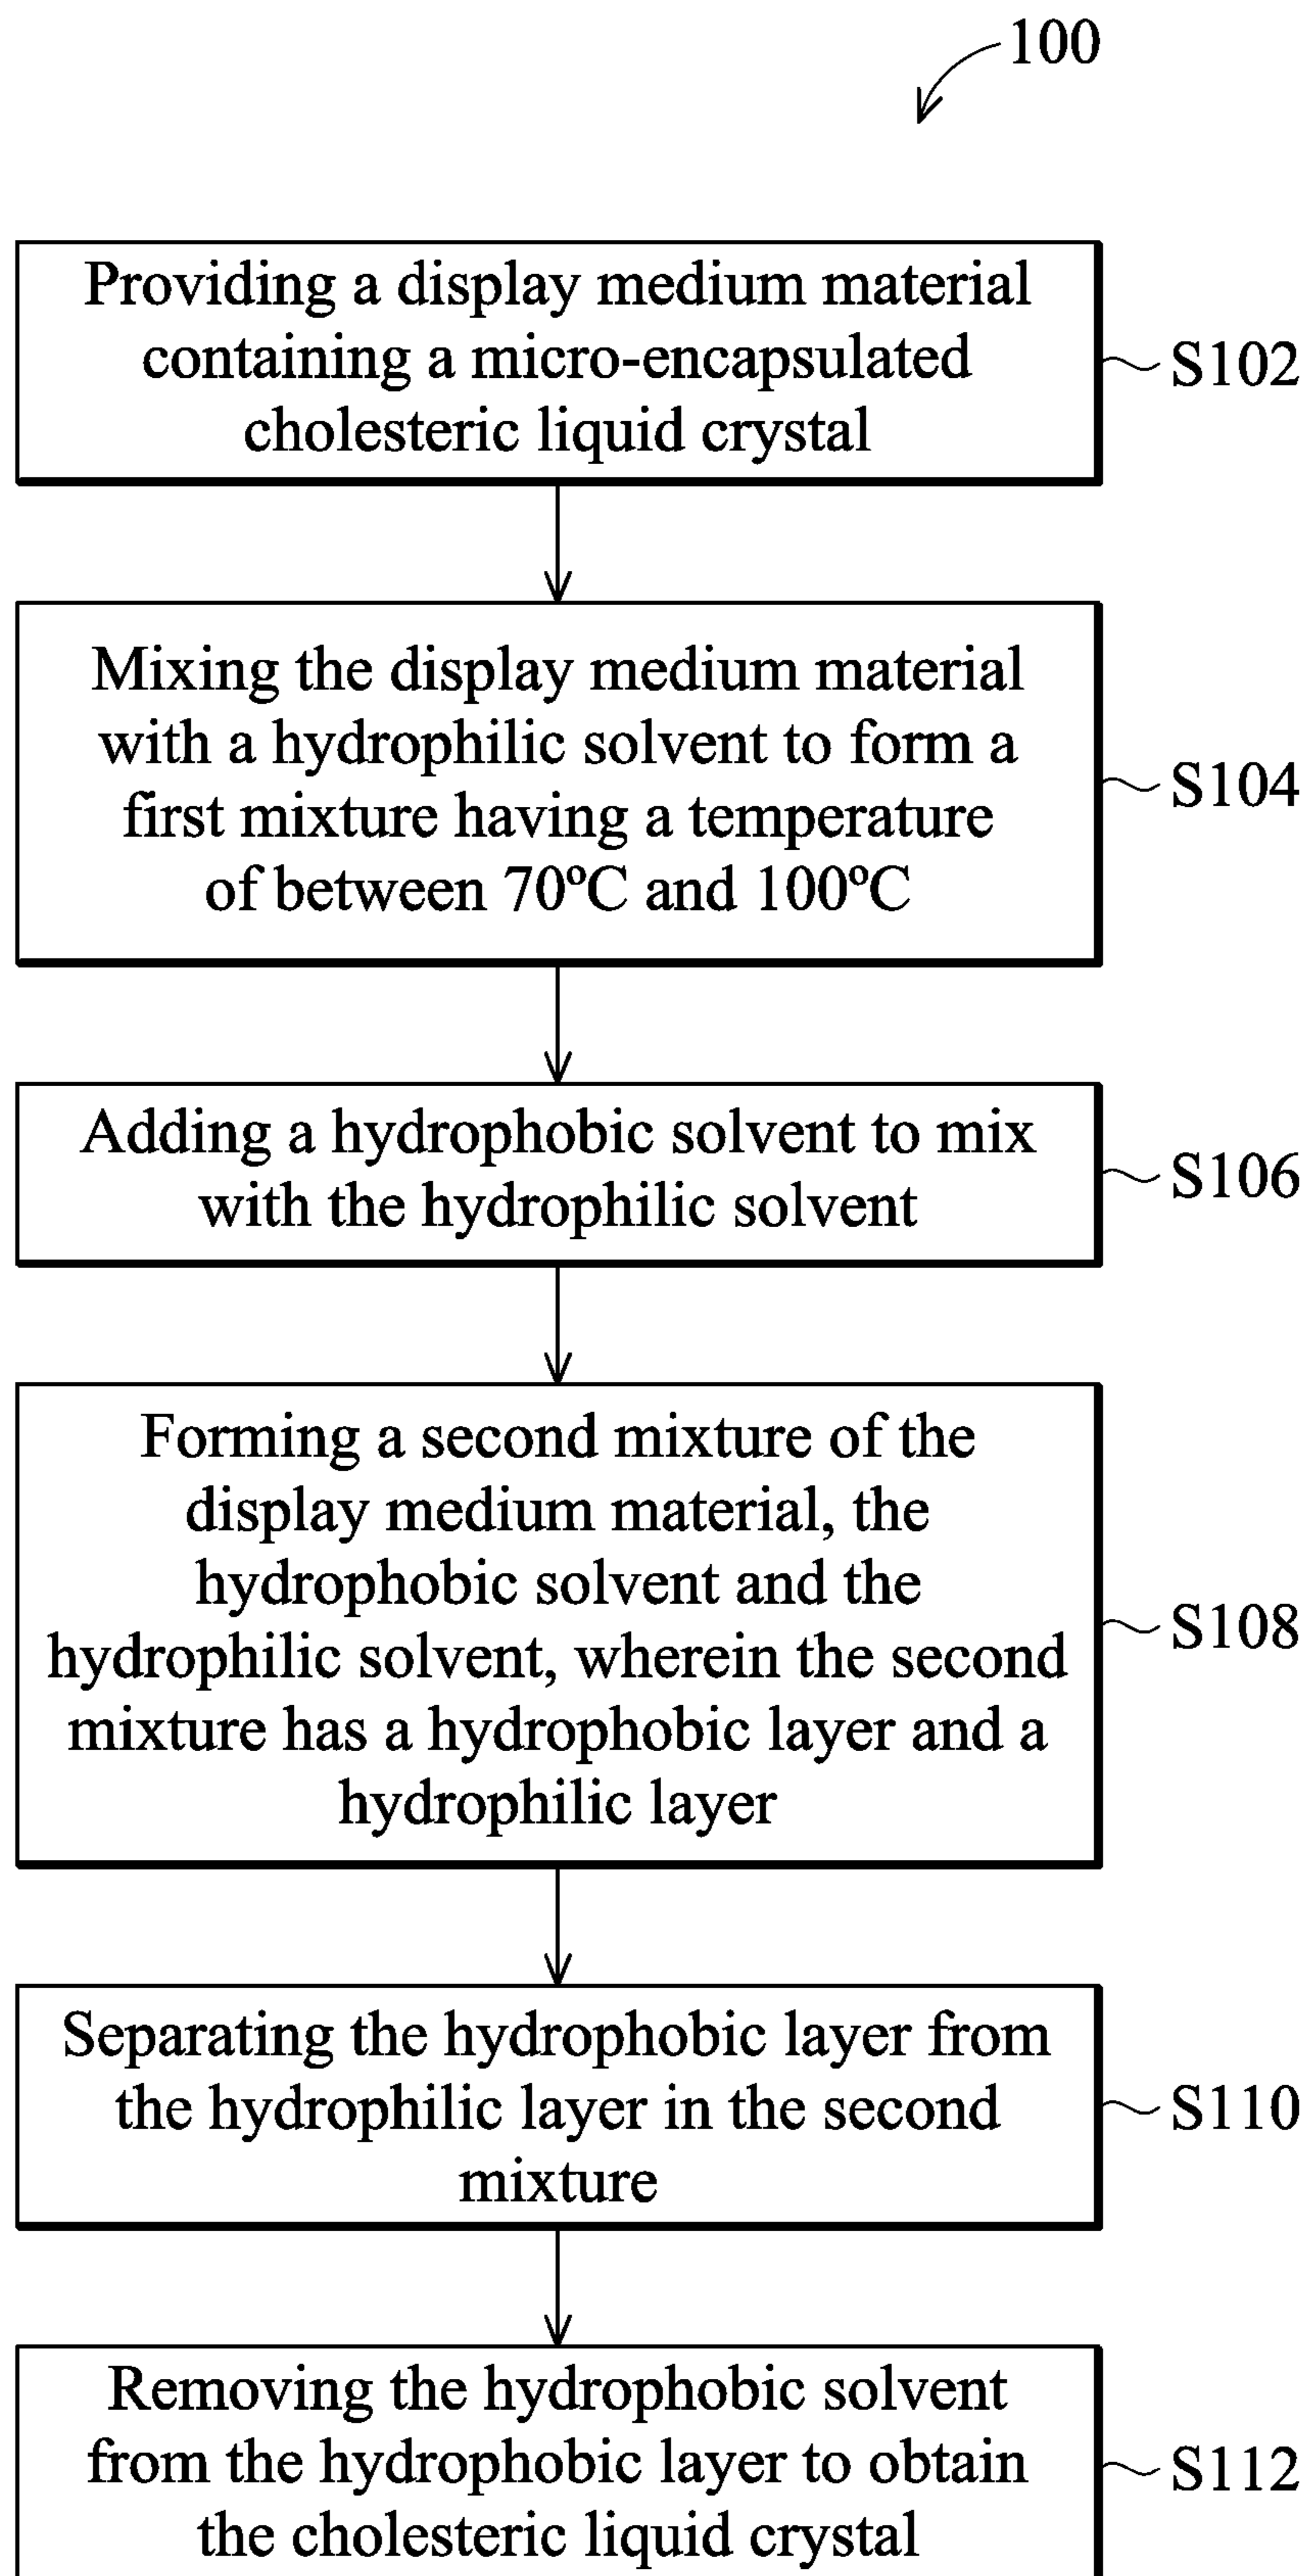 100
Providing a display medium material
containing a micro-encapsulated
cholesteric liquid crystal
S102
Mixing the display medium material
with a hydrophilic solvent to form a
first mixture having a temperature
of between 70ºC and 100ºC
S104
Adding a hydrophobic solvent to mix
with the hydrophilic solvent
S106
Forming a second mixture of the
display medium material, the
hydrophobic solvent and the
hydrophilic solvent, wherein the second
mixture has a hydrophobic layer and a
hydrophilic layer
S108
Separating the hydrophobic layer from
the hydrophilic layer in the second
mixture
S110
Removing the hydrophobic solvent
from the hydrophobic layer to obtain
the cholesteric liquid crystal
S112